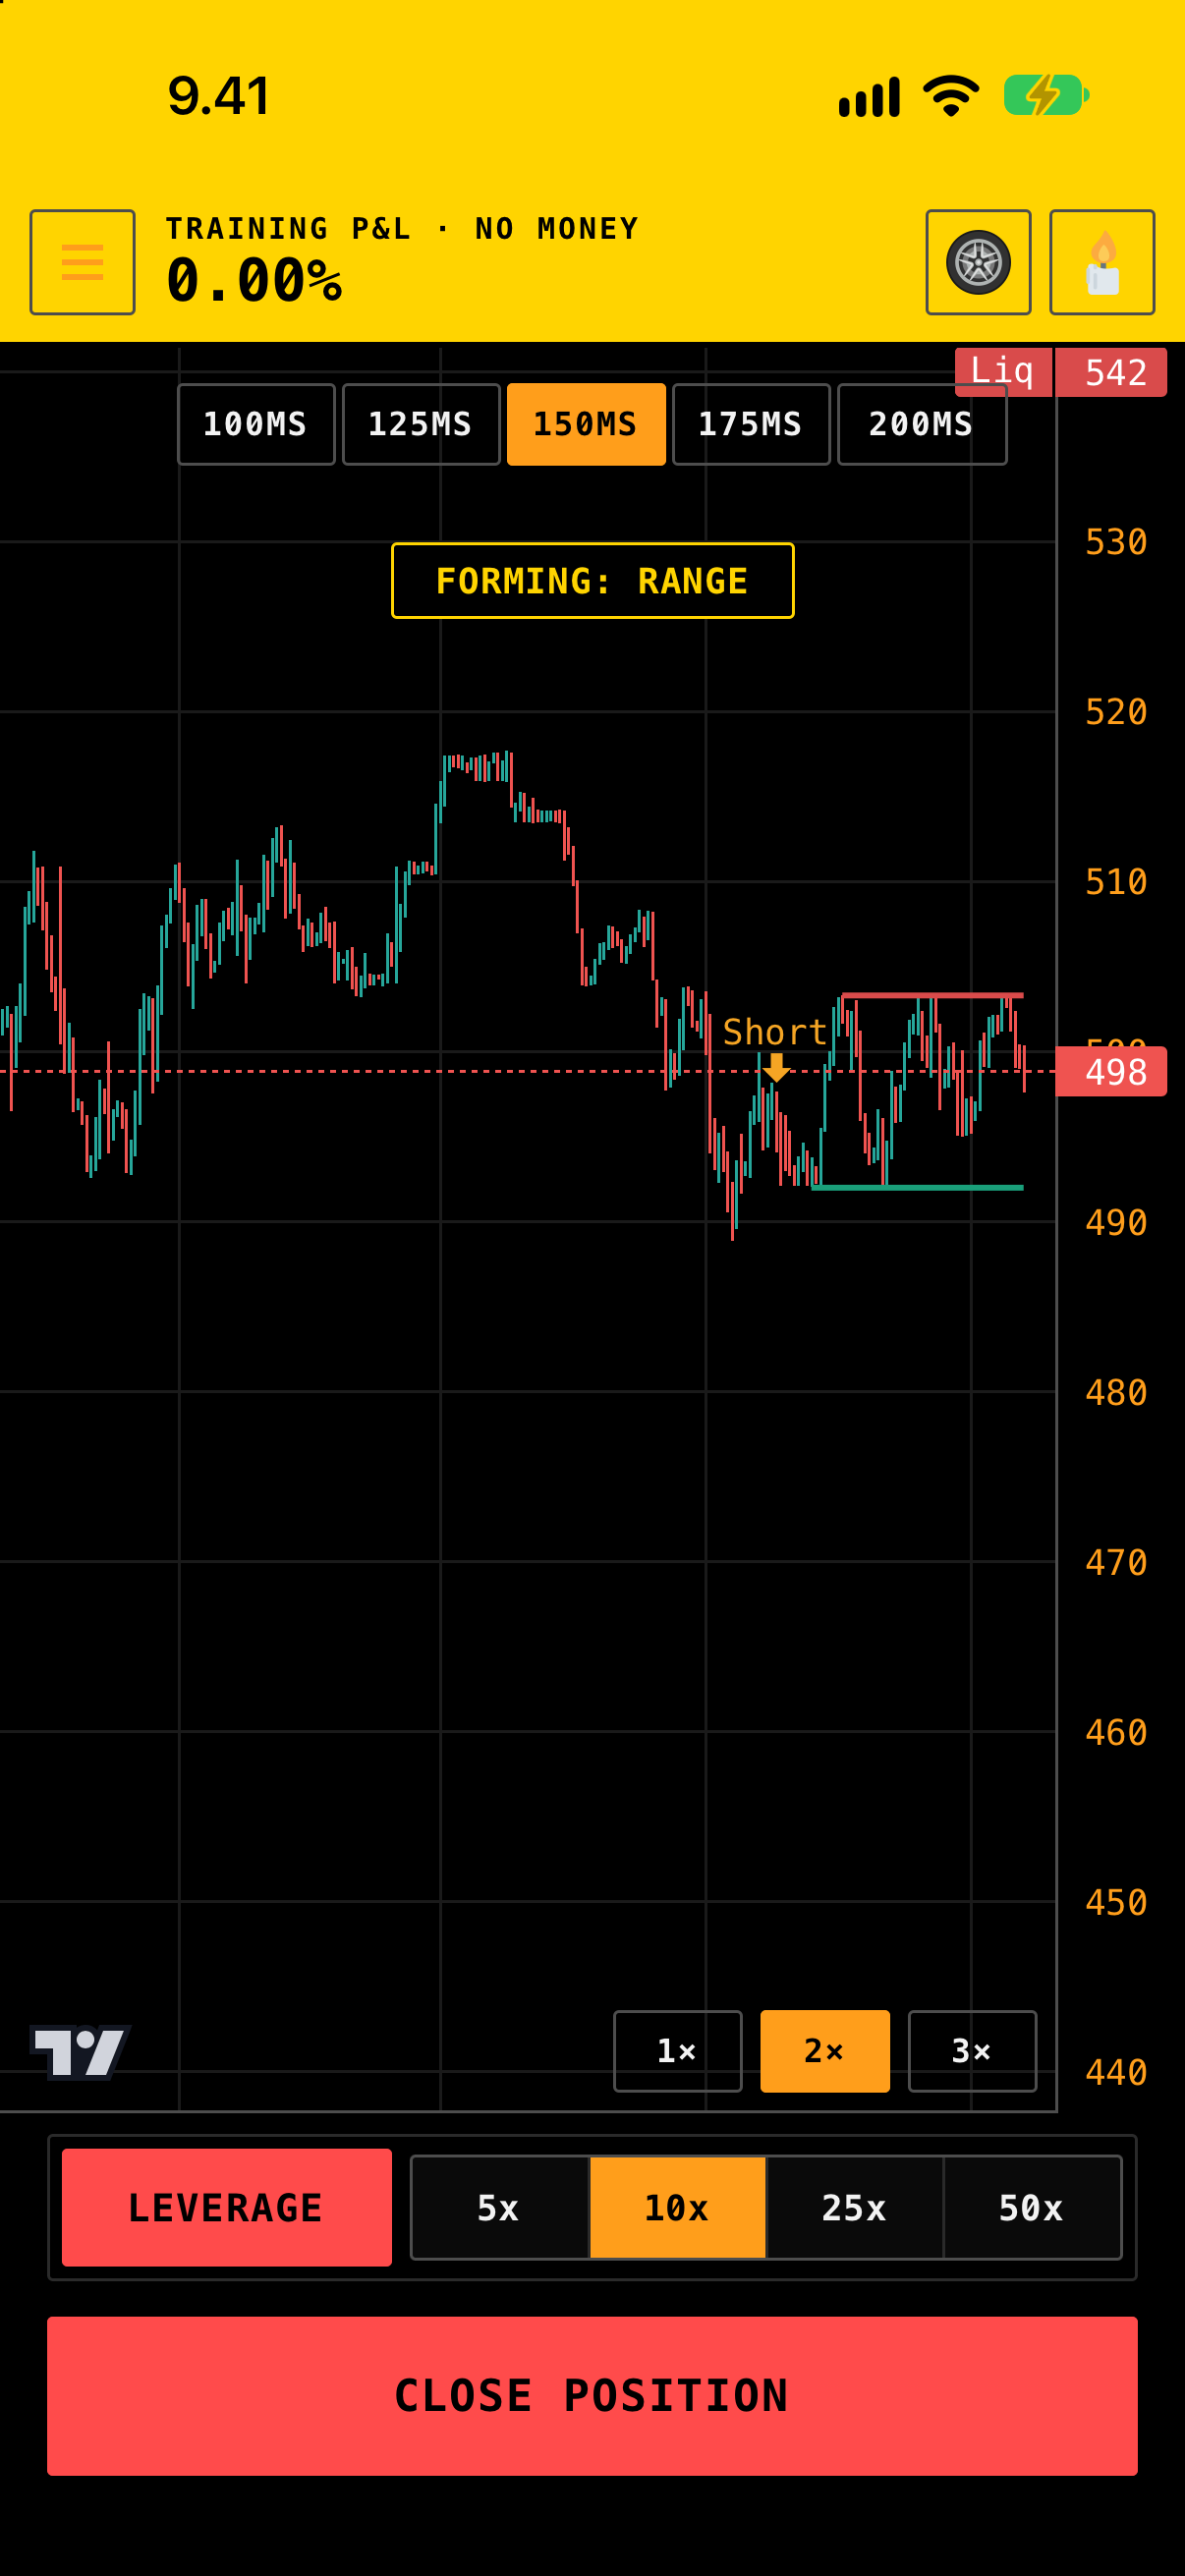 9.41
TRAINING P&L · NO MONEY
0.00%
Liq 542
100MS 125MS 150MS 175MS 200MS
530
FORMING: RANGE
520
510
Short
500
498
490
480
470
460
450
1× 2× 3×
440
LEVERAGE 5x 10x 25x 50x
CLOSE POSITION